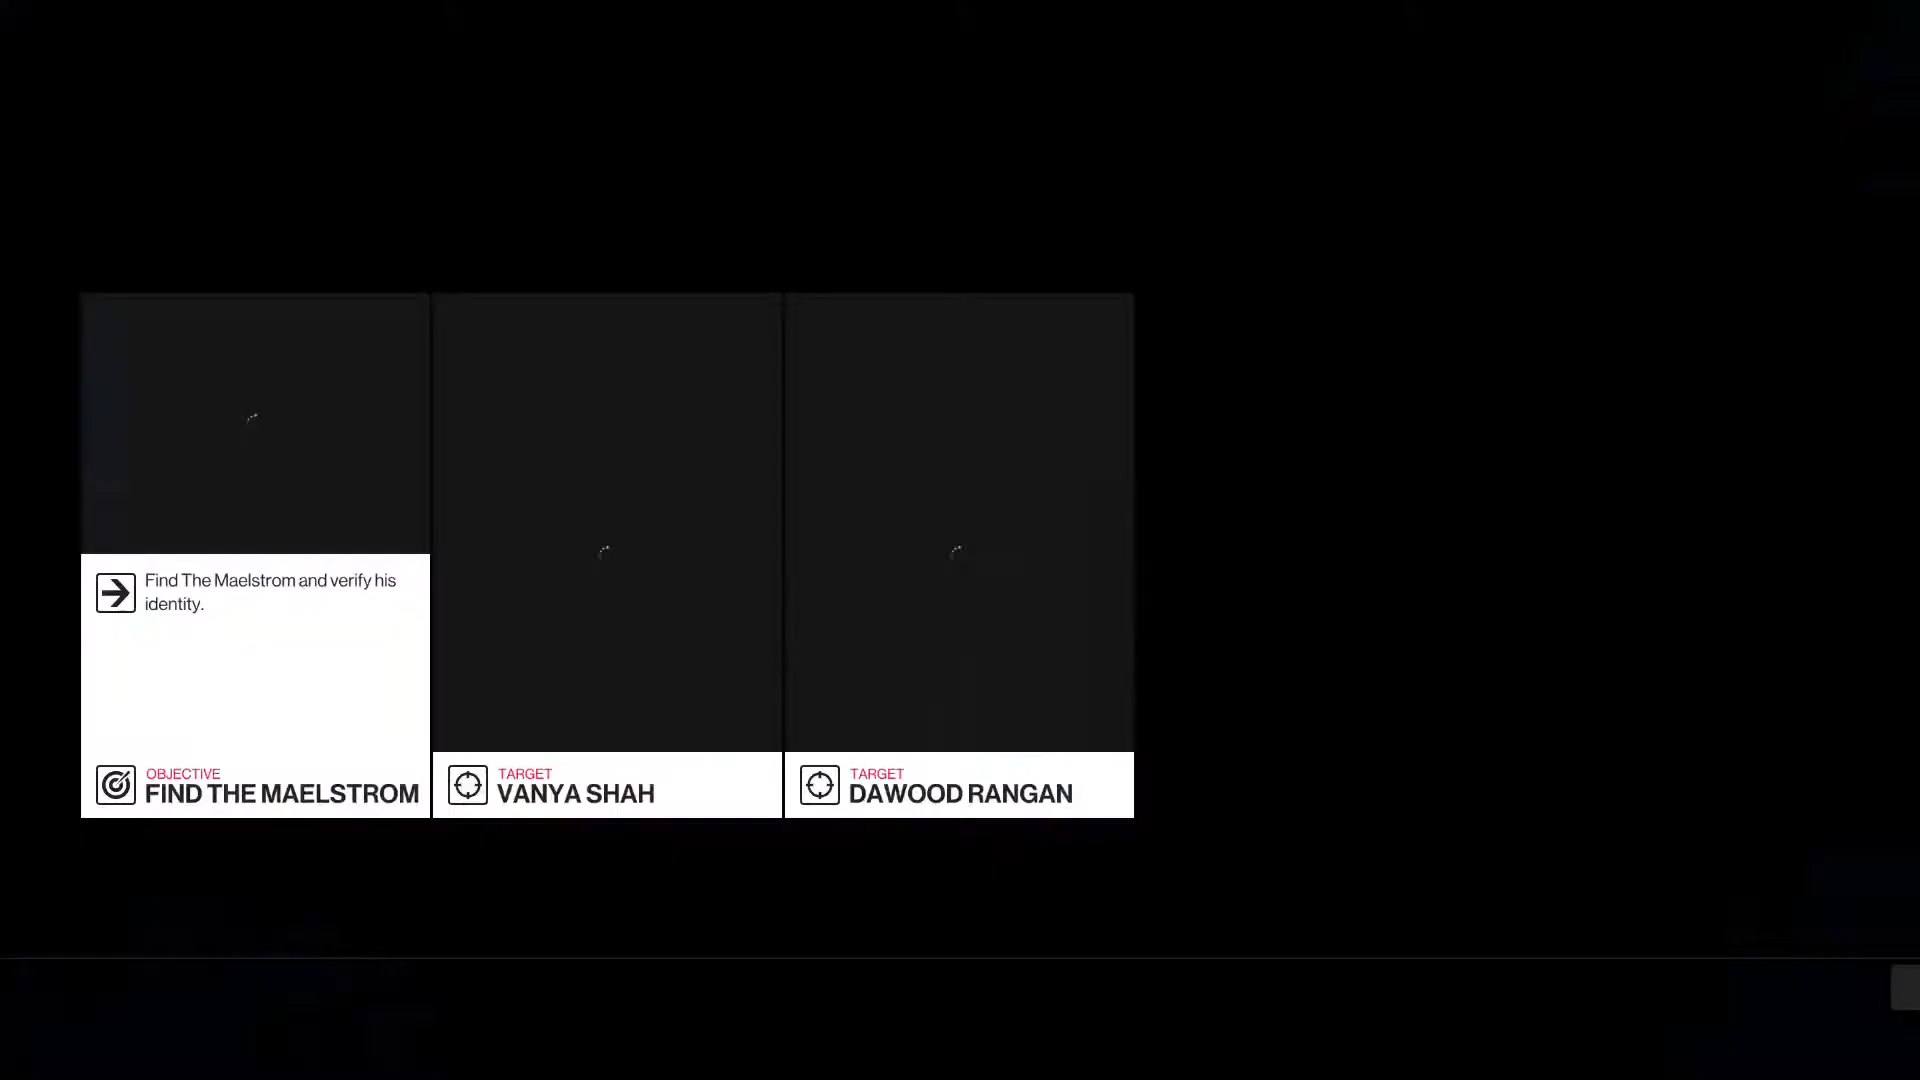 Find The Maelstrom and verify his
identity.
OBJECTIVE
FIND THE MAELSTROM
TARGET
VANYA SHAH
TARGET
DAWOOD RANGAN